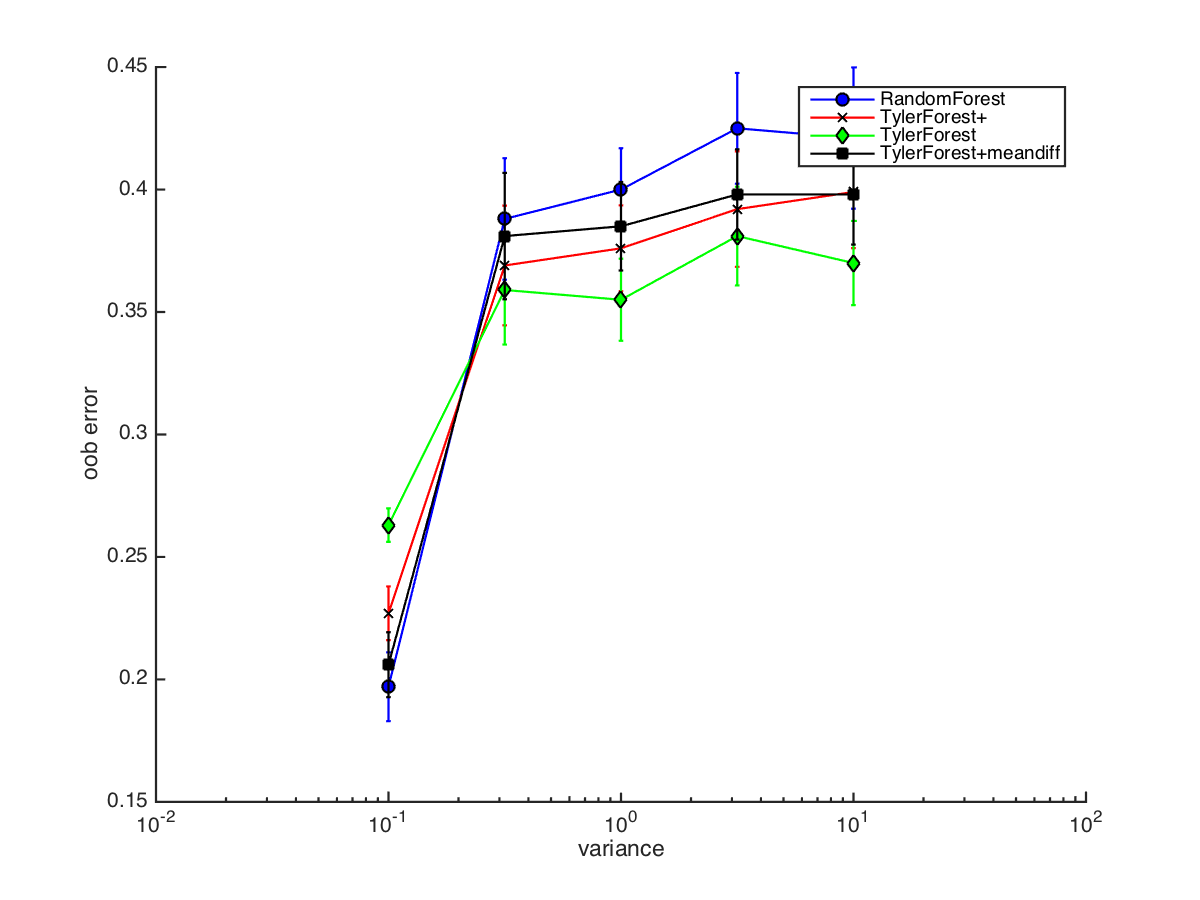 0.45
0.4
0.35
0.3
0.25
0.2
0.15
oob error
RandomForest
TylerForest+
TylerForest
TylerForest+meandiff
10^-2
10^-1
10^0
10^1
10^2
variance